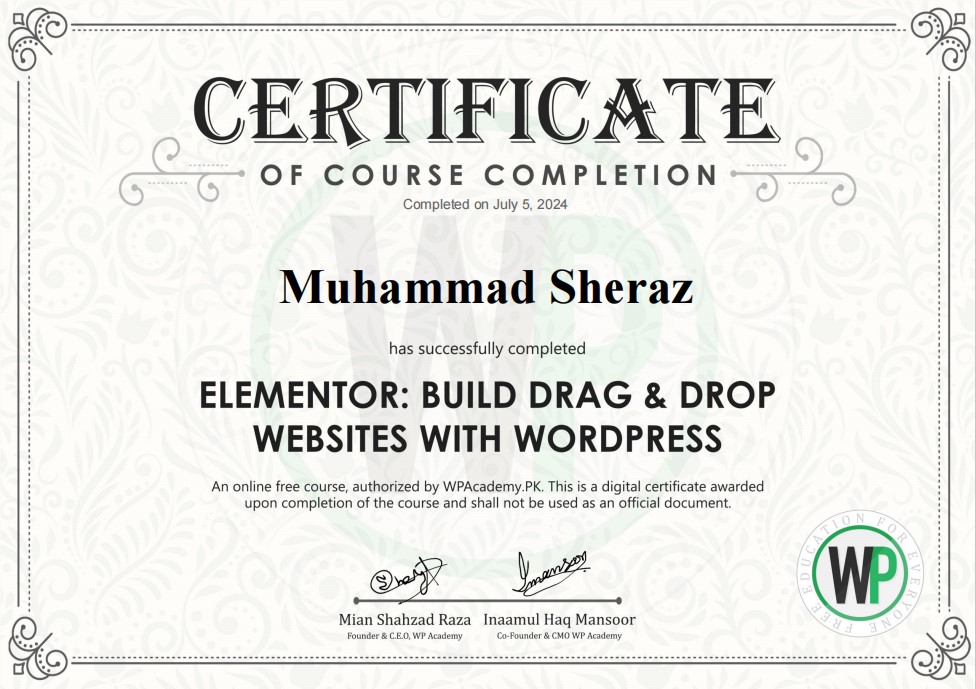 CERTIFICATE
OF COURSE COMPLETION
Completed on July 5, 2024
Muhammad Sheraz
has successfully completed
ELEMENTOR: BUILD DRAG & DROP
WEBSITES WITH WORDPRESS
An online free course, authorized by WPAcademy.PK. This is a digital certificate awarded
upon completion of the course and shall not be used as an official document.
Imansoor
Mian Shahzad Raza Inaamul Haq Mansoor
Founder & C.E.O, WP Academy Co-Founder & CMO WP Academy
FREE EDUCATION FOR EVERYONE
WP